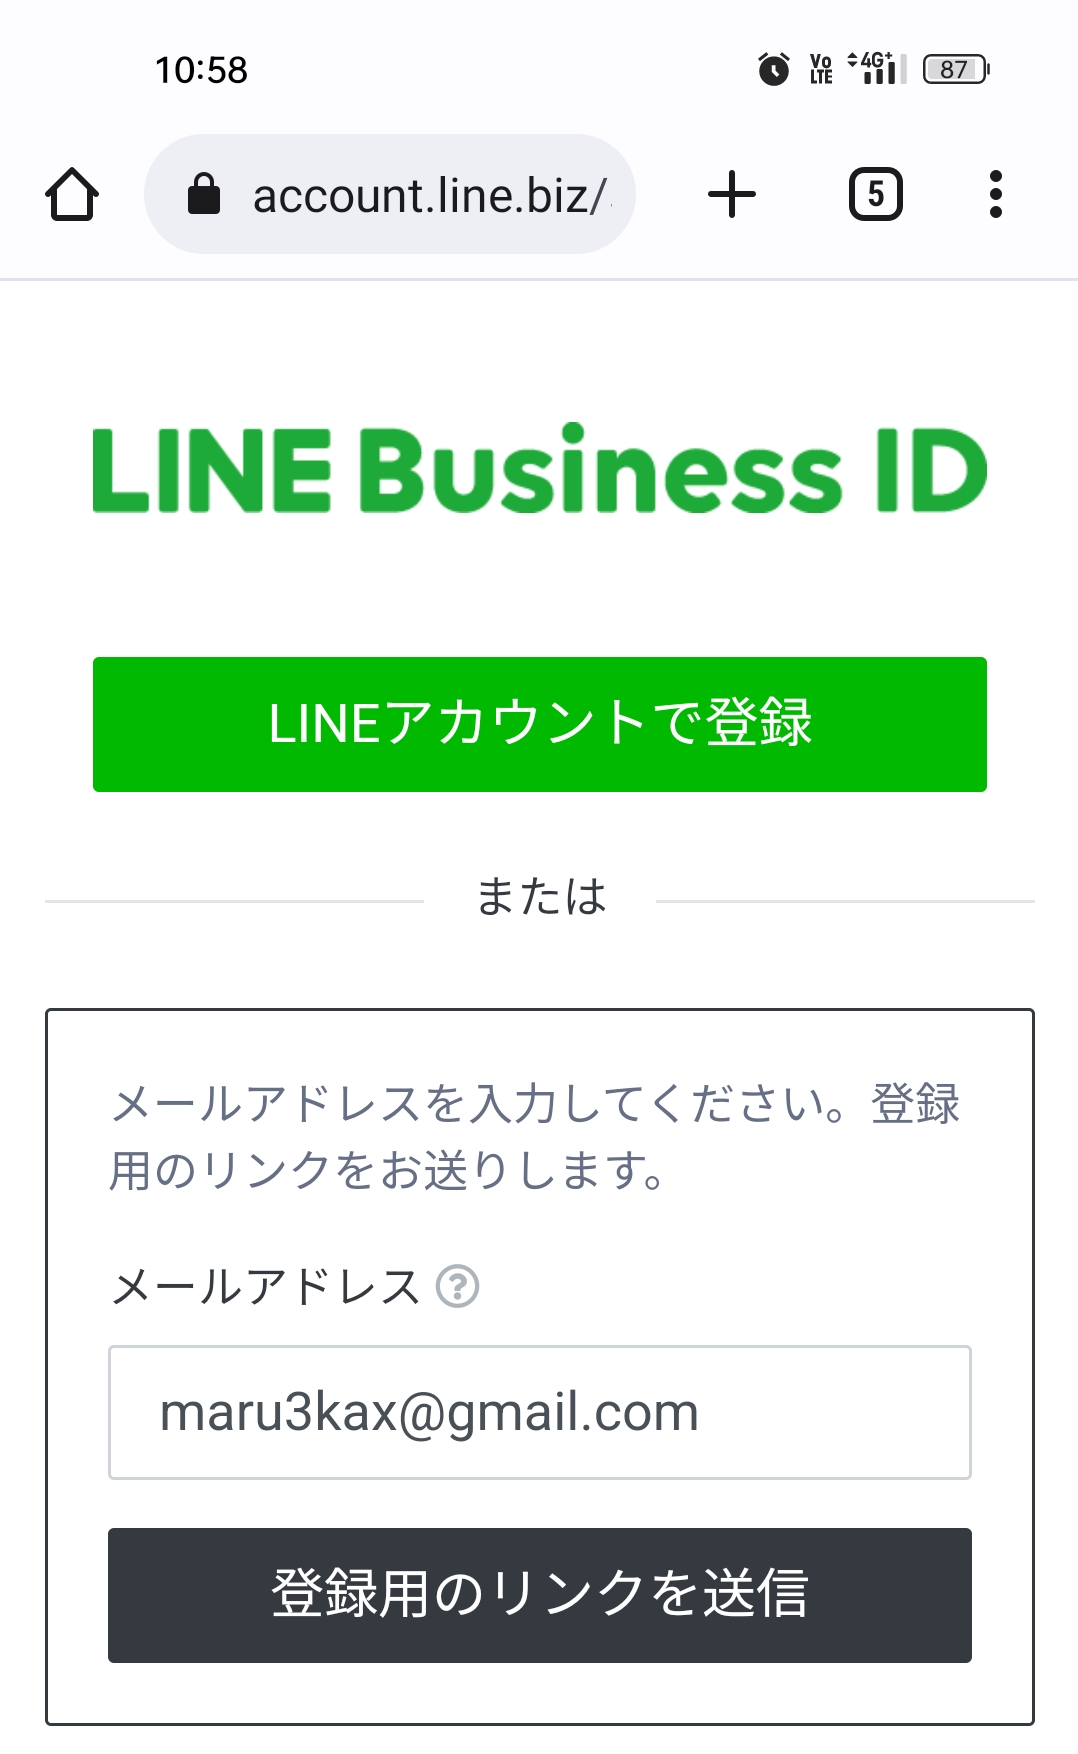 10:58
Vo LTE 4G+ 87
account.line.biz/
5
LINE Business ID
LINEアカウントで登録
または
メールアドレスを入力してください。登録
用のリンクをお送りします。
メールアドレス ?
maru3kax@gmail.com
登録用のリンクを送信